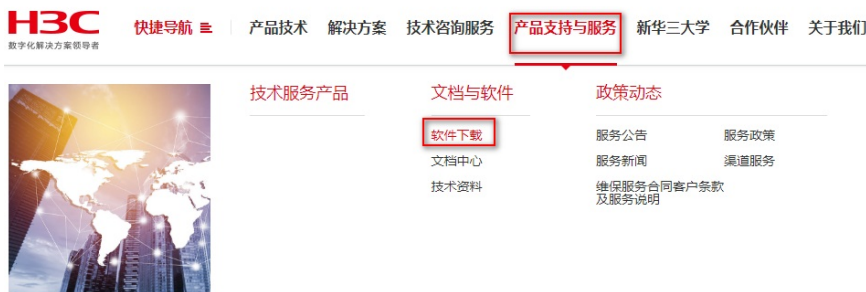 H3C
数字化解决方案领导者
快捷导航 产品技术 解决方案 技术咨询服务 产品支持与服务 新华三大学 合作伙伴 关于我们
技术服务产品 文档与软件 政策动态
软件下载 服务公告 服务政策
文档中心 服务新闻 渠道服务
技术资料 维保服务合同客户条款
及服务说明